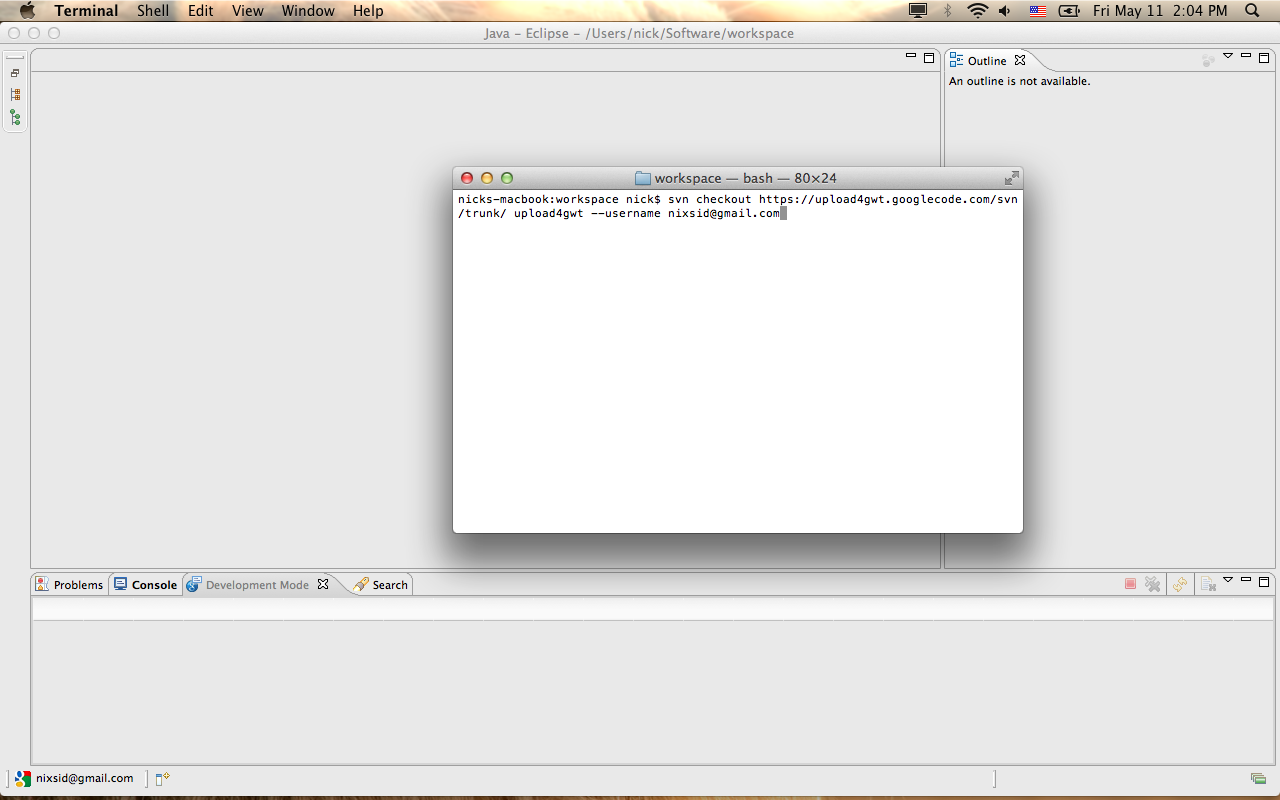 Terminal Shell Edit View Window Help Fri May 11 2:04 PM
Java – Eclipse – /Users/nick/Software/workspace
Outline
An outline is not available.
workspace — bash — 80×24
nicks-macbook:workspace nick$ svn checkout https://upload4gwt.googlecode.com/svn
/trunk/ upload4gwt --username nixsid@gmail.com
Problems Console Development Mode Search
nixsid@gmail.com